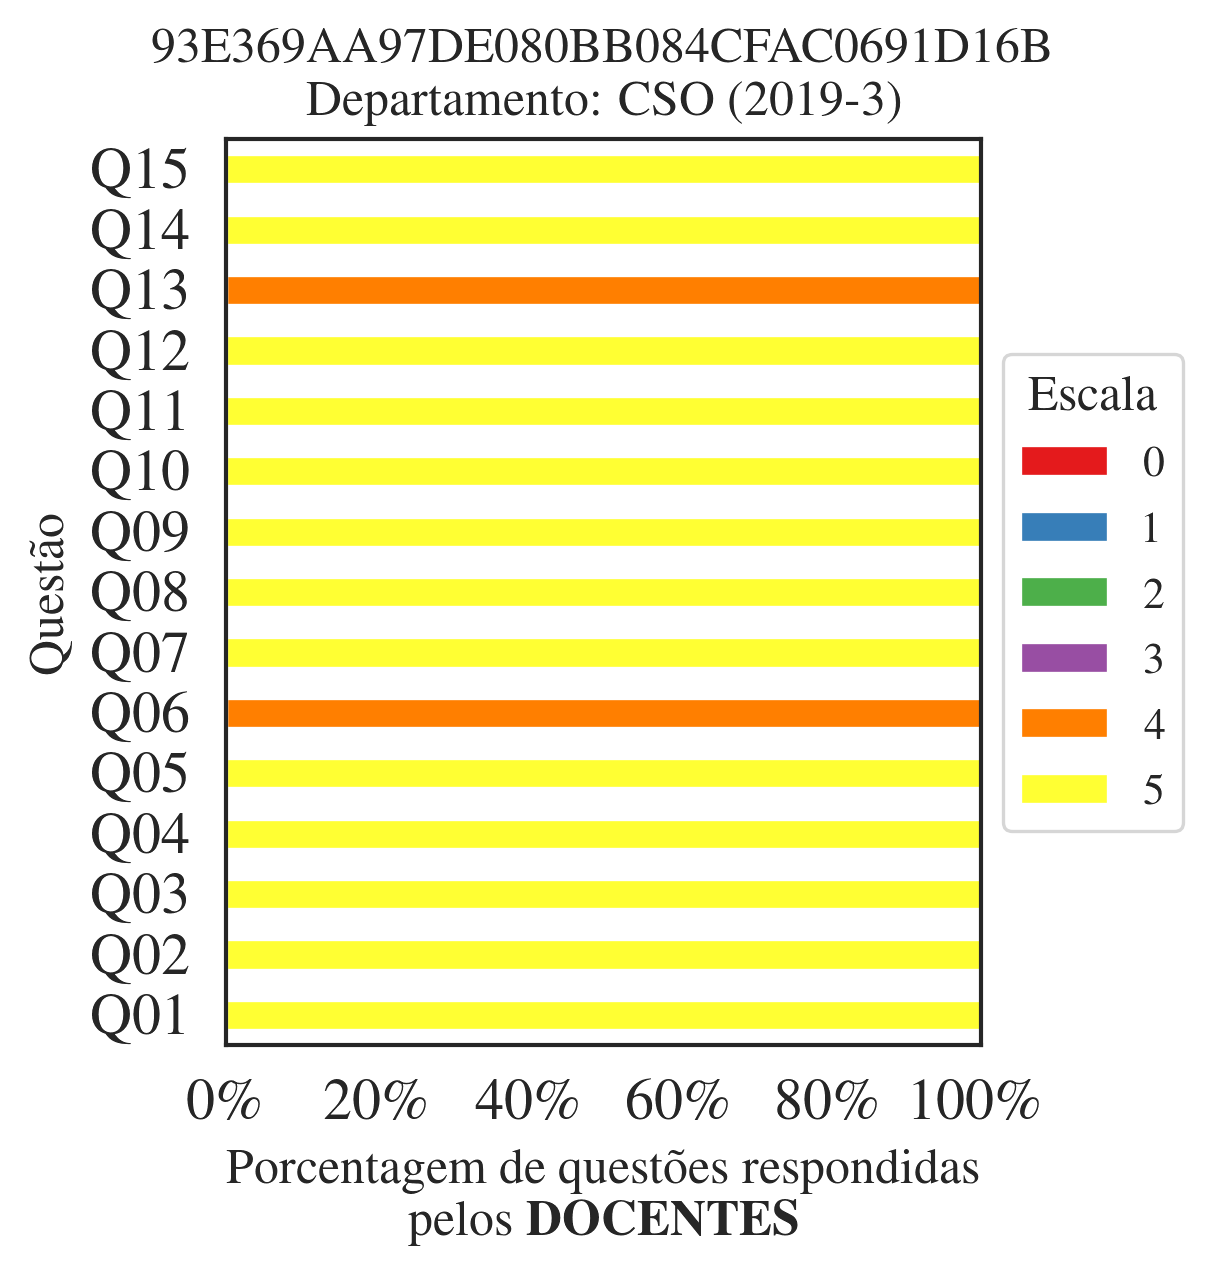 93E369AA97DE080BB084CFAC0691D16B
Departamento: CSO (2019-3)
Q15
Q14
Q13
Q12
Q11
Q10
Q09
Q08
Q07
Q06
Q05
Q04
Q03
Q02
Q01
Questão
0% 20% 40% 60% 80% 100%
Porcentagem de questões respondidas
pelos DOCENTES
Escala
0
1
2
3
4
5